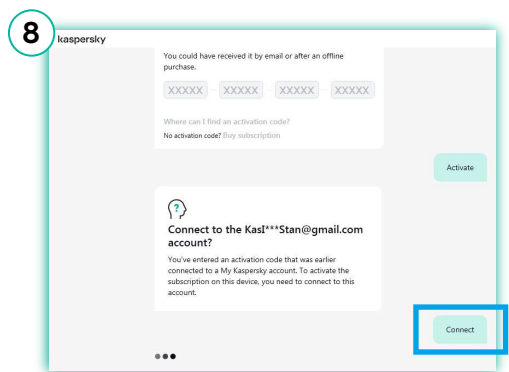 8
kaspersky
You could have received it by email or after an offline
purchase.
XXXXX XXXXX XXXXX XXXXX
Where can I find an activation code?
No activation code? Buy subscription
Activate
?
Connect to the KasI***Stan@gmail.com
account?
You've entered an activation code that was earlier
connected to a My Kaspersky account. To activate the
subscription on this device, you need to connect to this
account.
Connect